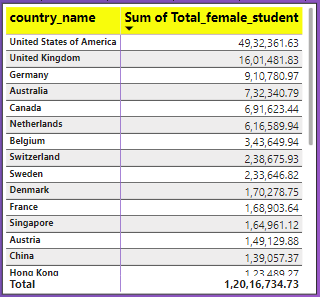 country_name Sum of Total_female_student
United States of America 49,32,361.63
United Kingdom 16,01,481.83
Germany 9,10,780.97
Australia 7,32,340.79
Canada 6,91,623.44
Netherlands 6,16,589.94
Belgium 3,43,649.94
Switzerland 2,38,675.93
Sweden 2,33,646.82
Denmark 1,70,278.75
France 1,68,903.64
Singapore 1,64,961.12
Austria 1,49,129.88
China 1,39,057.37
Hong Kong 1,23,489.27
Total 1,20,16,734.73